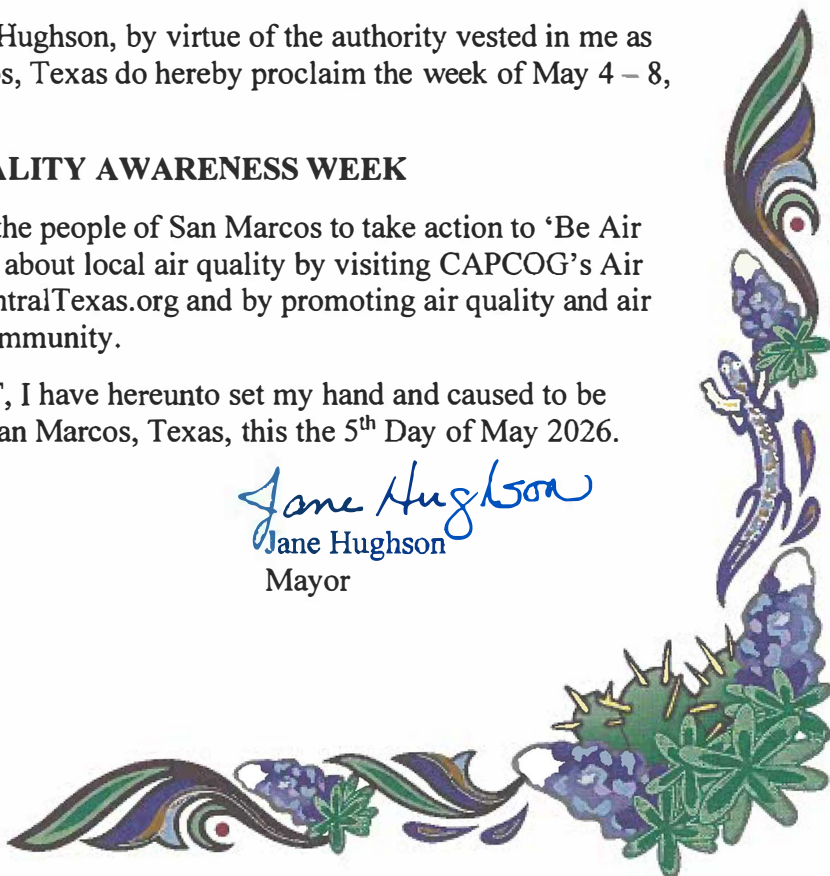 Hughson, by virtue of the authority vested in me as
s, Texas do hereby proclaim the week of May 4 – 8,
ALITY AWARENESS WEEK
the people of San Marcos to take action to ‘Be Air
about local air quality by visiting CAPCOG’s Air
ntralTexas.org and by promoting air quality and air
mmunity.
, I have hereunto set my hand and caused to be
an Marcos, Texas, this the 5th Day of May 2026.
Jane Hughson
Jane Hughson
Mayor